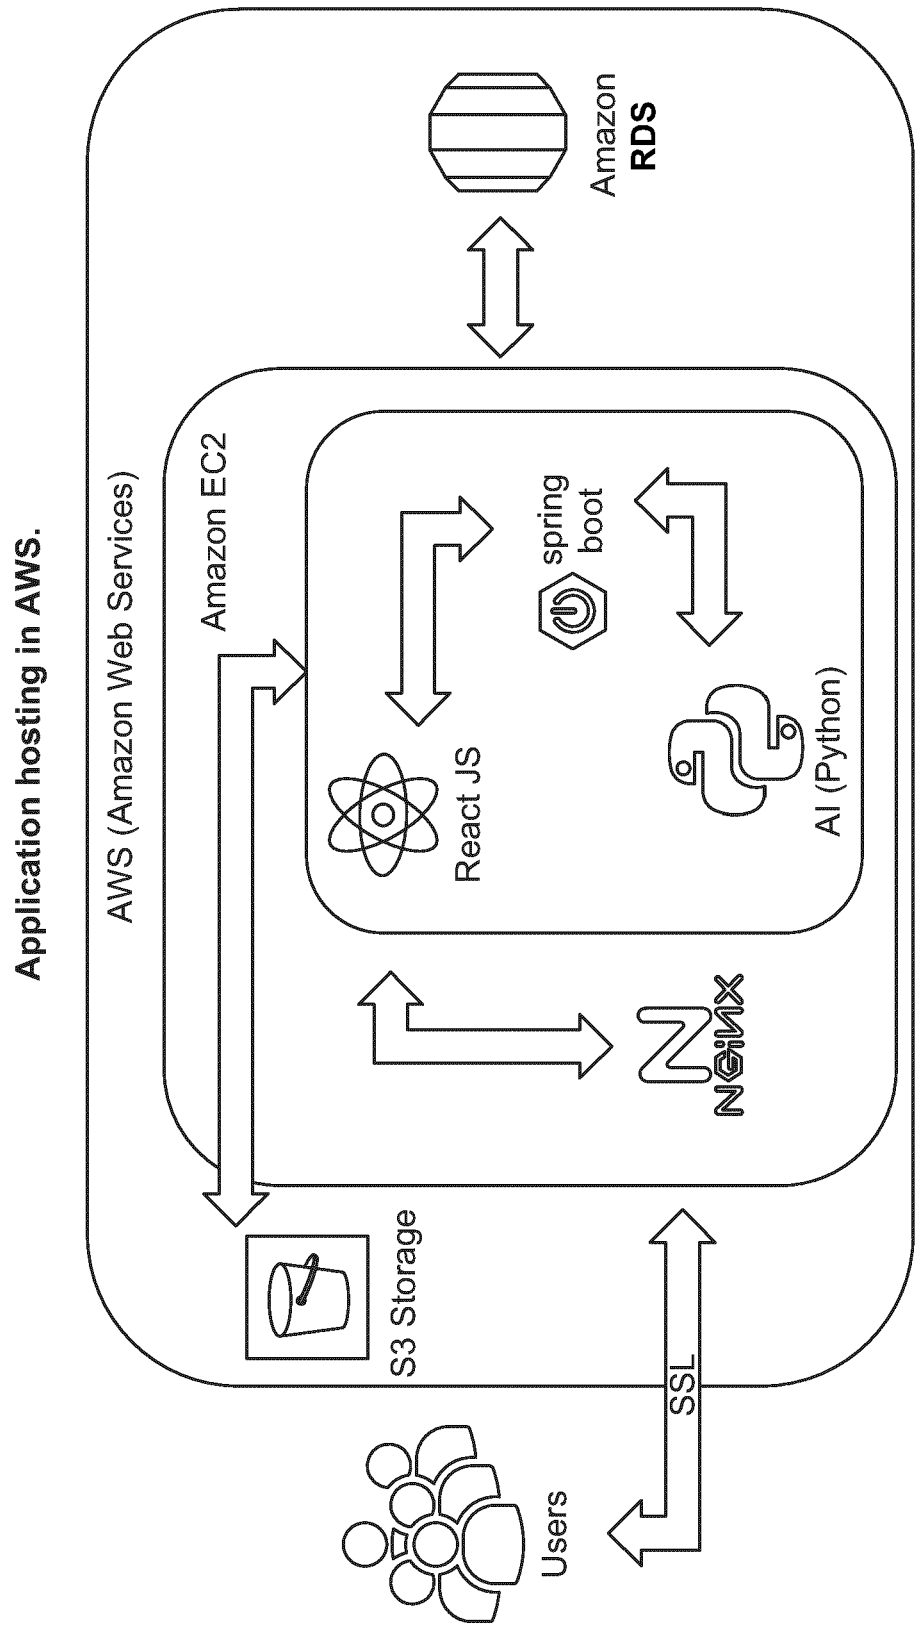 Application hosting in AWS.
AWS (Amazon Web Services)
Amazon EC2
S3 Storage
React JS
spring
boot
Amazon
RDS
Users
SSL
NGiNX
AI (Python)